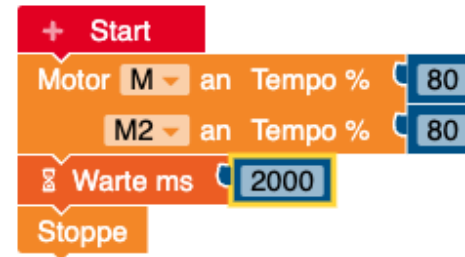 + Start
Motor M an Tempo % 80
M2 an Tempo % 80
Warte ms 2000
Stoppe